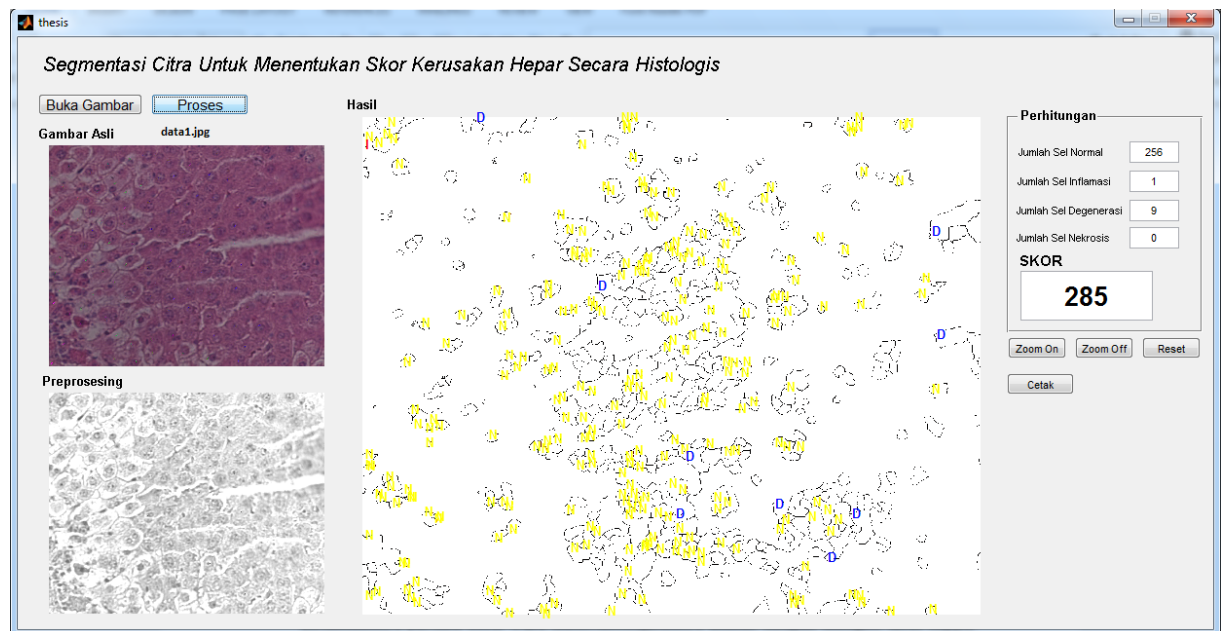 thesis
Segmentasi Citra Untuk Menentukan Skor Kerusakan Hepar Secara Histologis
Buka Gambar Proses
Gambar Asli data1.jpg
Preprosesing
Hasil
Perhitungan
Jumlah Sel Normal 256
Jumlah Sel Inflamasi 1
Jumlah Sel Degenerasi 9
Jumlah Sel Nekrosis 0
SKOR
285
Zoom On Zoom Off Reset
Cetak